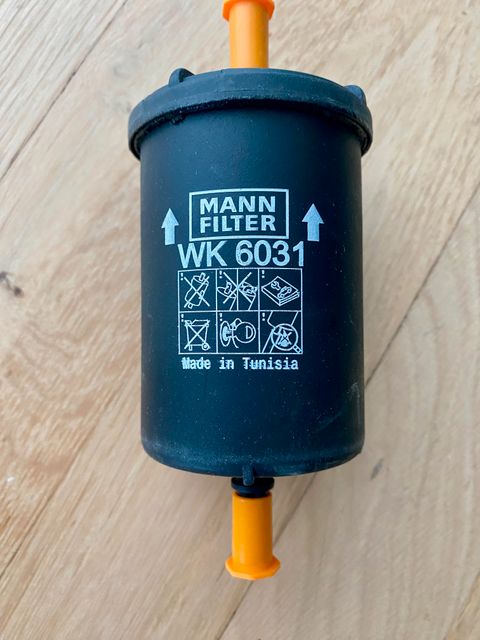 MANN
FILTER
WK 6031
Made in Tunisia